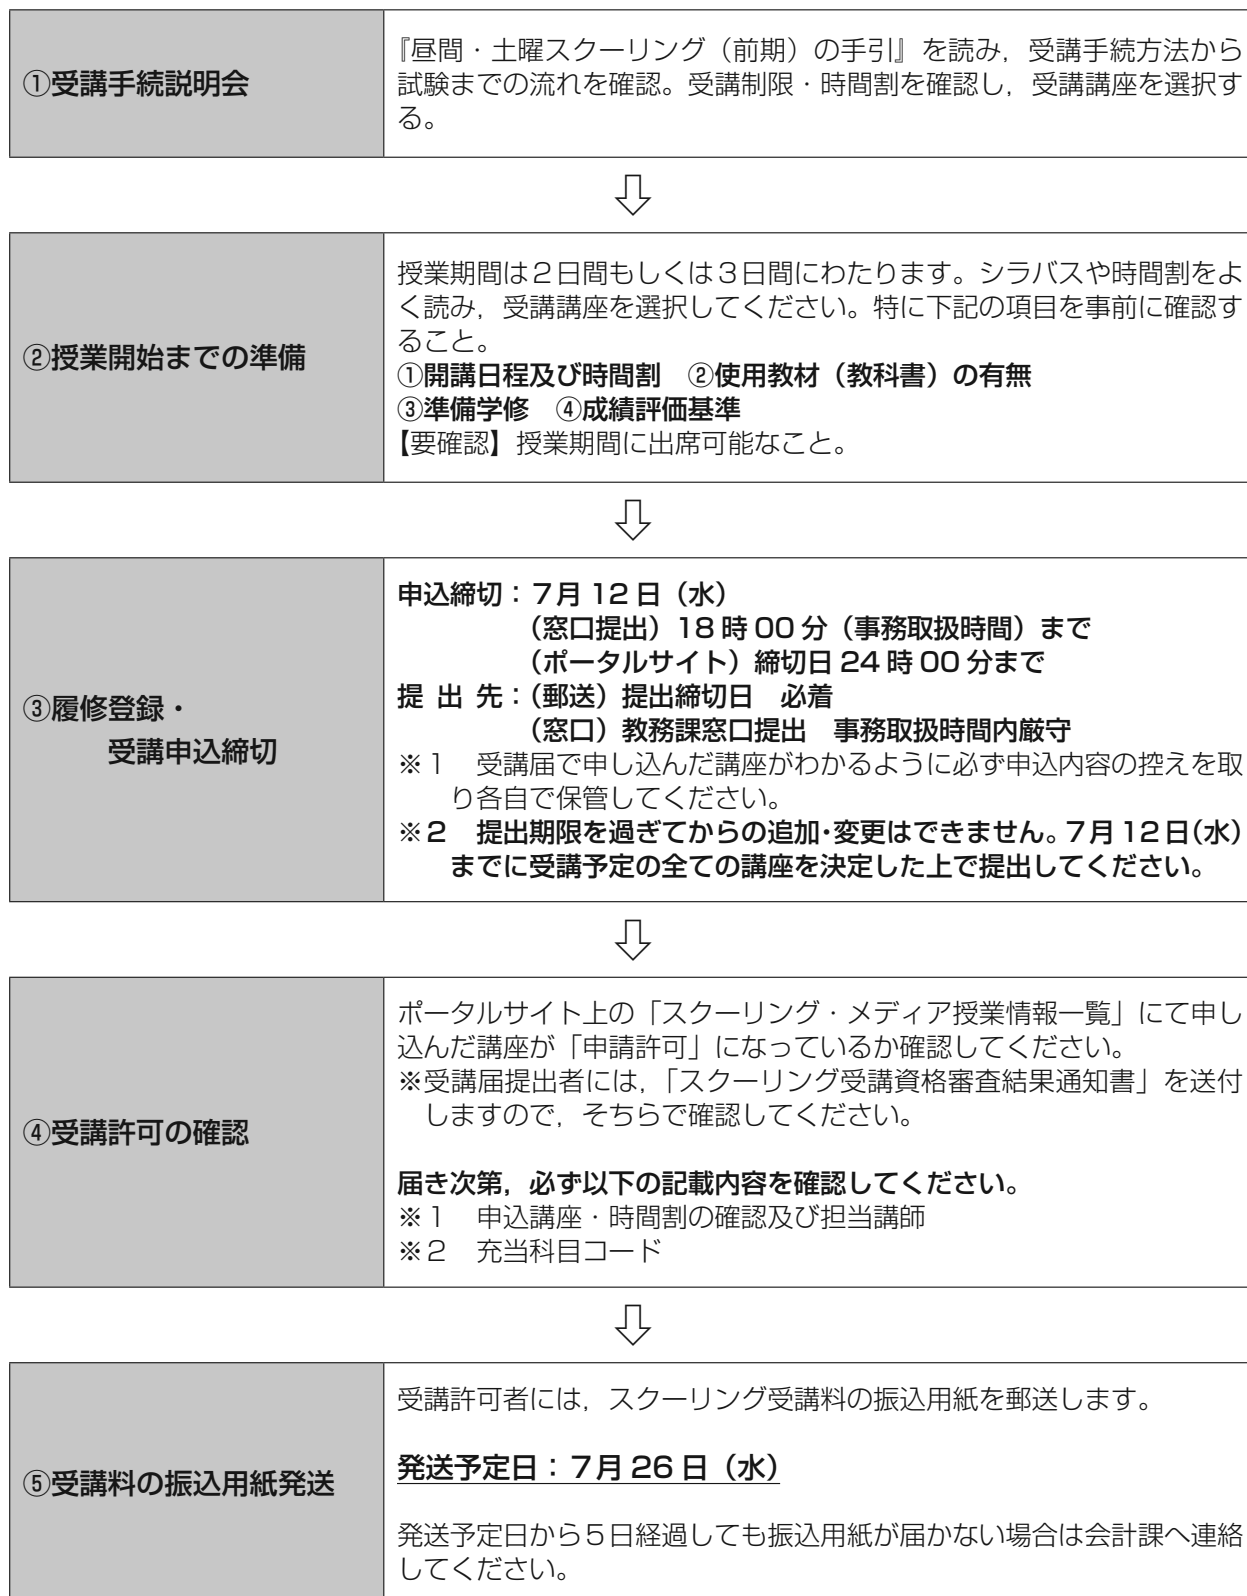 ①受講手続説明会
『昼間・土曜スクーリング（前期）の手引』を読み，受講手続方法から
試験までの流れを確認。受講制限・時間割を確認し，受講講座を選択す
る。
②授業開始までの準備
授業期間は２日間もしくは３日間にわたります。シラバスや時間割をよ
く読み，受講講座を選択してください。特に下記の項目を事前に確認す
ること。
①開講日程及び時間割　②使用教材（教科書）の有無
③準備学修　④成績評価基準
【要確認】授業期間に出席可能なこと。
③履修登録・
受講申込締切
申込締切：７月 12 日（水）
（窓口提出）18 時 00 分（事務取扱時間）まで
（ポータルサイト）締切日 24 時 00 分まで
提 出 先：（郵送）提出締切日　必着
（窓口）教務課窓口提出　事務取扱時間内厳守
※１　受講届で申し込んだ講座がわかるように必ず申込内容の控えを取
り各自で保管してください。
※２　提出期限を過ぎてからの追加・変更はできません。７月 12 日（水）
までに受講予定の全ての講座を決定した上で提出してください。
④受講許可の確認
ポータルサイト上の「スクーリング・メディア授業情報一覧」にて申し
込んだ講座が「申請許可」になっているか確認してください。
※受講届提出者には，「スクーリング受講資格審査結果通知書」を送付
しますので，そちらで確認してください。
届き次第，必ず以下の記載内容を確認してください。
※１　申込講座・時間割の確認及び担当講師
※２　充当科目コード
⑤受講料の振込用紙発送
受講許可者には，スクーリング受講料の振込用紙を郵送します。
発送予定日：７月 26 日（水）
発送予定日から５日経過しても振込用紙が届かない場合は会計課へ連絡
してください。